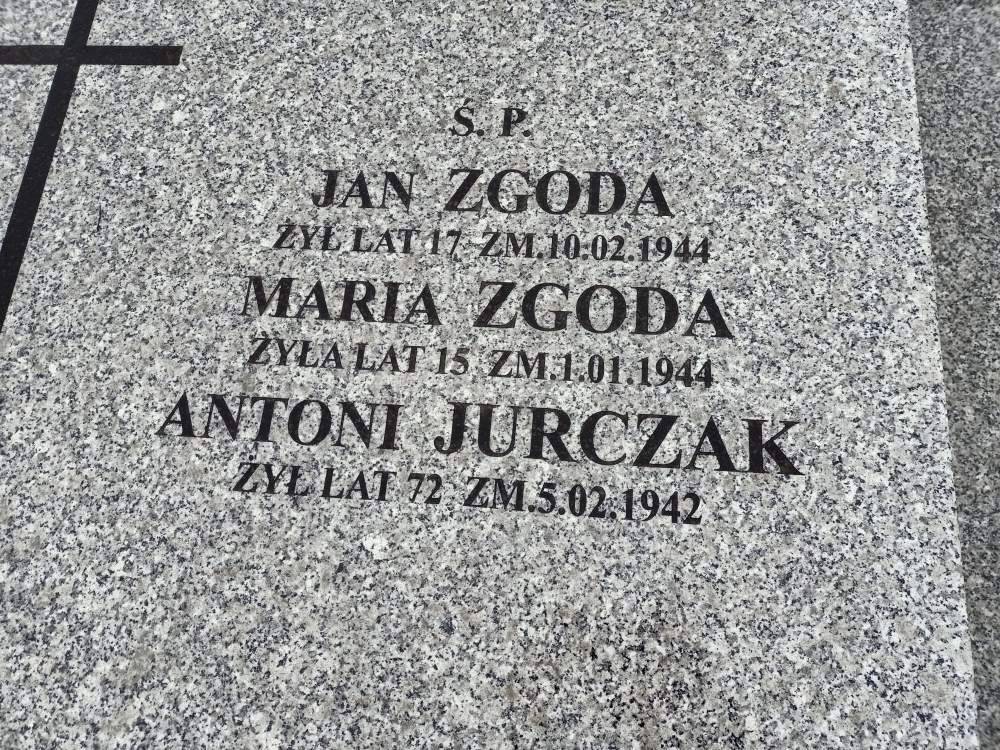 Ś. P.
JAN ZGODA
ŻYŁ LAT 17 ZM.10.02.1944
MARIA ZGODA
ŻYŁA LAT 15 ZM.1.01.1944
ANTONI JURCZAK
ŻYŁ LAT 72 ZM.5.02.1942